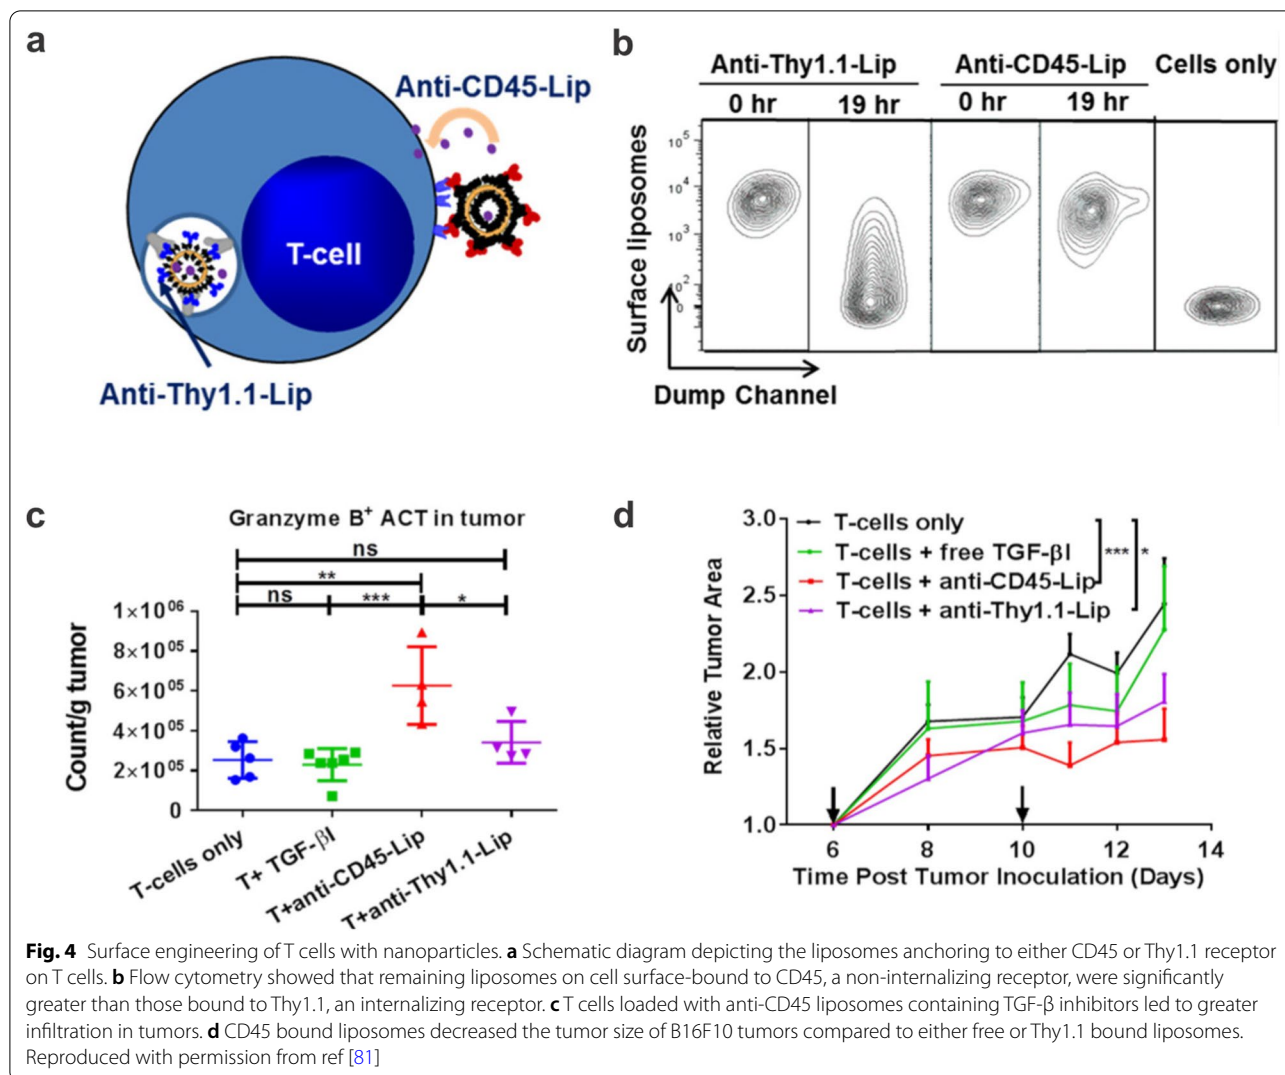 a
Anti-CD45-Lip
T-cell
Anti-Thy1.1-Lip
b
Anti-Thy1.1-Lip Anti-CD45-Lip Cells only
0 hr 19 hr 0 hr 19 hr
Surface liposomes
10⁵
10⁴
10³
10²
0
Dump Channel
c
Granzyme B⁺ ACT in tumor
ns
**
ns *** *
Count/g tumor
1×10⁰⁶
8×10⁰⁵
6×10⁰⁵
4×10⁰⁵
2×10⁰⁵
0
T-cells only
T+ TGF-βI
T+anti-CD45-Lip
T+anti-Thy1.1-Lip
d
Relative Tumor Area
3.0
2.5
2.0
1.5
1.0
T-cells only
T-cells + free TGF-βI
T-cells + anti-CD45-Lip
T-cells + anti-Thy1.1-Lip
*** *
6 8 10 12 14
Time Post Tumor Inoculation (Days)
Fig. 4 Surface engineering of T cells with nanoparticles. a Schematic diagram depicting the liposomes anchoring to either CD45 or Thy1.1 receptor
on T cells. b Flow cytometry showed that remaining liposomes on cell surface-bound to CD45, a non-internalizing receptor, were significantly
greater than those bound to Thy1.1, an internalizing receptor. c T cells loaded with anti-CD45 liposomes containing TGF-β inhibitors led to greater
infiltration in tumors. d CD45 bound liposomes decreased the tumor size of B16F10 tumors compared to either free or Thy1.1 bound liposomes.
Reproduced with permission from ref [81]